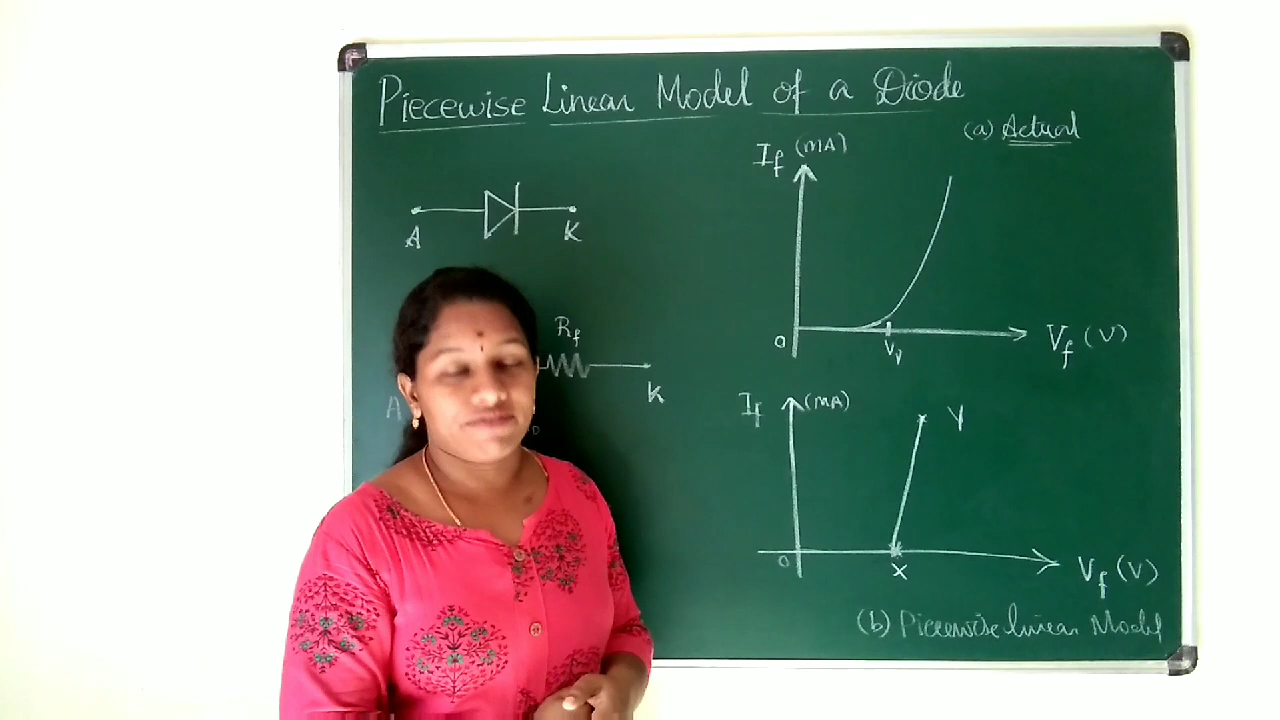 Piecewise Linear Model of a Diode
(a) Actual
If (mA)
A
K
Rf
0
Vγ
Vf (V)
A
K
D
If (mA)
Y
0
X
Vf (V)
(b) Piecewise linear Model